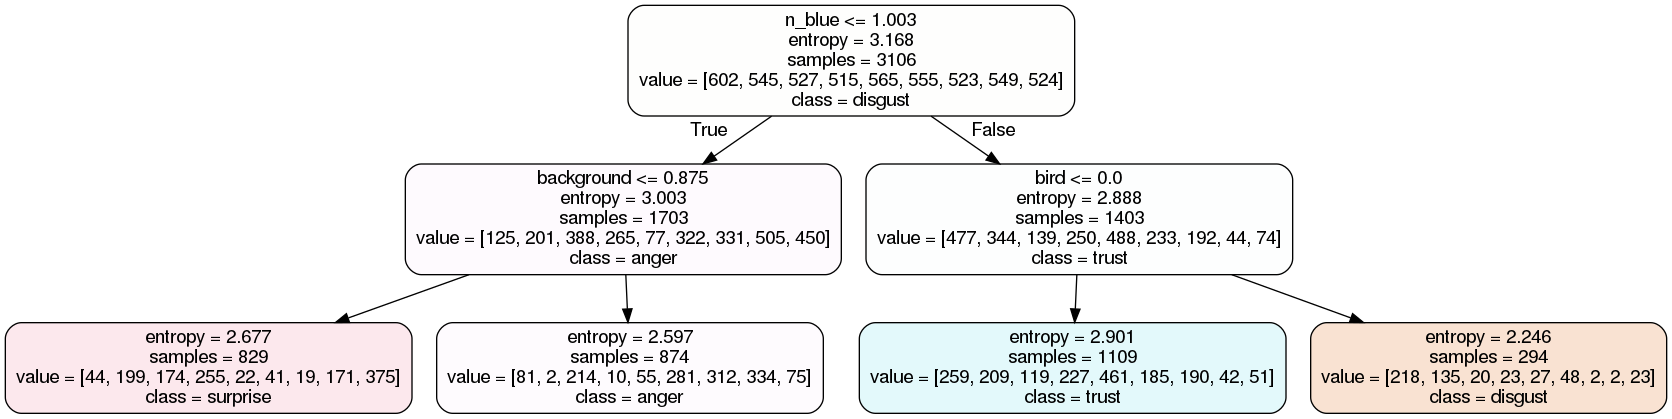 n_blue <= 1.003
entropy = 3.168
samples = 3106
value = [602, 545, 527, 515, 565, 555, 523, 549, 524]
class = disgust
True
False
background <= 0.875
entropy = 3.003
samples = 1703
value = [125, 201, 388, 265, 77, 322, 331, 505, 450]
class = anger
bird <= 0.0
entropy = 2.888
samples = 1403
value = [477, 344, 139, 250, 488, 233, 192, 44, 74]
class = trust
entropy = 2.677
samples = 829
value = [44, 199, 174, 255, 22, 41, 19, 171, 375]
class = surprise
entropy = 2.597
samples = 874
value = [81, 2, 214, 10, 55, 281, 312, 334, 75]
class = anger
entropy = 2.901
samples = 1109
value = [259, 209, 119, 227, 461, 185, 190, 42, 51]
class = trust
entropy = 2.246
samples = 294
value = [218, 135, 20, 23, 27, 48, 2, 2, 23]
class = disgust